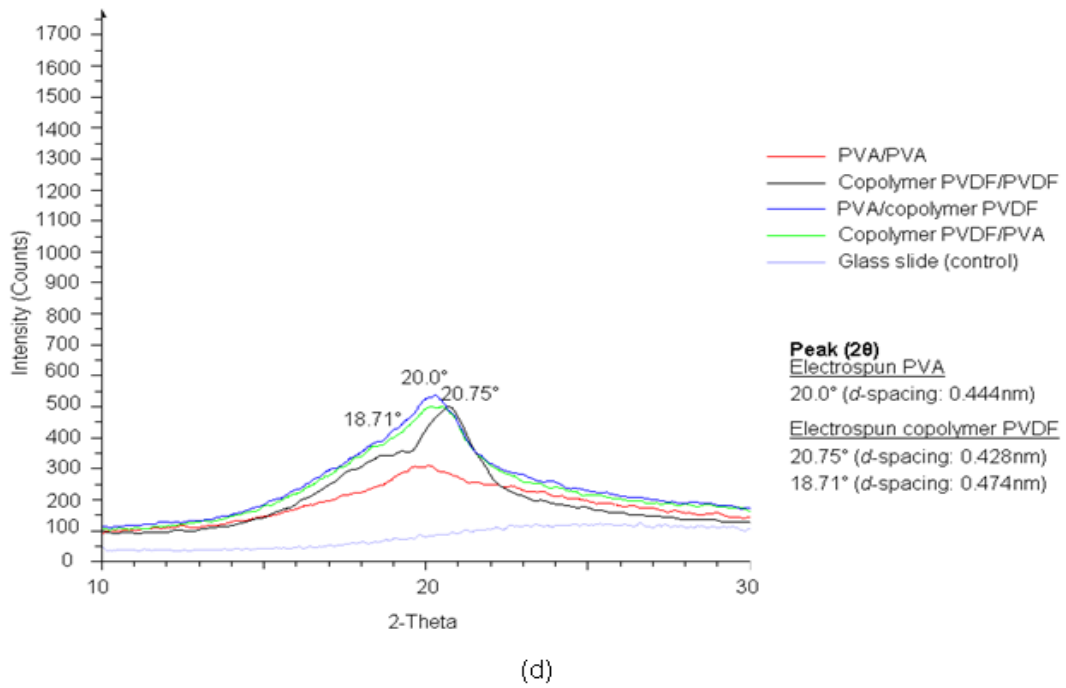 1700
1600
1500
1400
1300
1200
1100
1000
900
800
700
600
500
400
300
200
100
0
Intensity (Counts)
10
20
30
2-Theta
18.71°
20.0°
20.75°
PVA/PVA
Copolymer PVDF/PVDF
PVA/copolymer PVDF
Copolymer PVDF/PVA
Glass slide (control)
Peak (2θ)
Electrospun PVA
20.0° (d-spacing: 0.444nm)
Electrospun copolymer PVDF
20.75° (d-spacing: 0.428nm)
18.71° (d-spacing: 0.474nm)
(d)